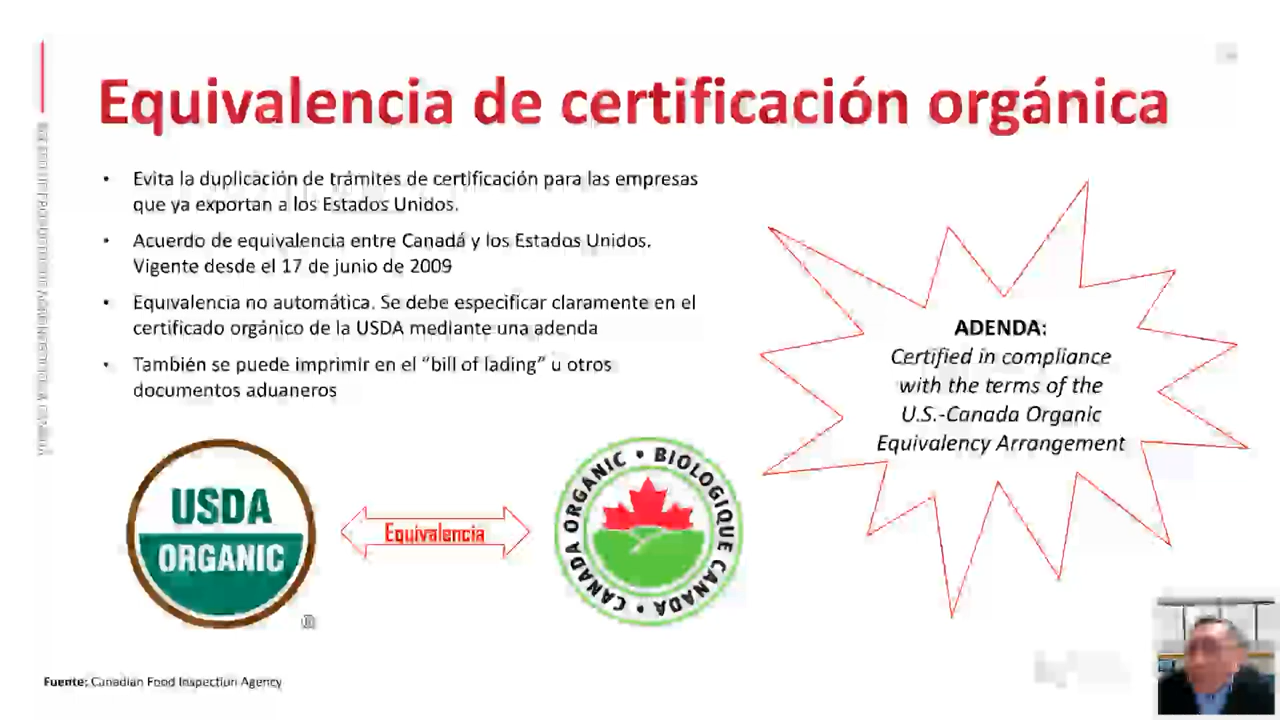 Equivalencia de certificación orgánica
• Evita la duplicación de trámites de certificación para las empresas
que ya exportan a los Estados Unidos.
• Acuerdo de equivalencia entre Canadá y los Estados Unidos.
Vigente desde el 17 de junio de 2009
• Equivalencia no automática. Se debe especificar claramente en el
certificado orgánico de la USDA mediante una adenda
• También se puede imprimir en el “bill of lading” u otros
documentos aduaneros
ADENDA:
Certified in compliance
with the terms of the
U.S.-Canada Organic
Equivalency Arrangement
USDA
ORGANIC
®
Equivalencia
CANADA ORGANIC • BIOLOGIQUE CANADA •
Fuente: Canadian Food Inspection Agency